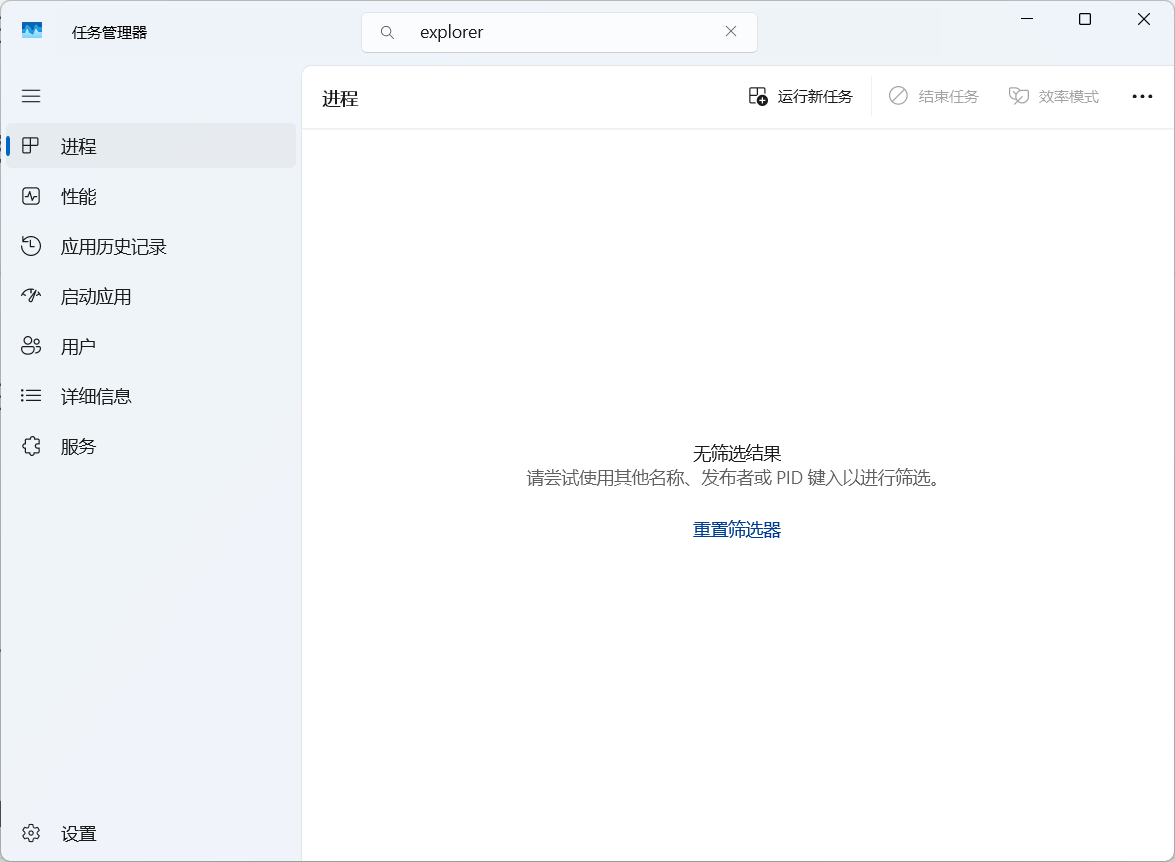 任务管理器
explorer
进程
运行新任务
结束任务
效率模式
进程
性能
应用历史记录
启动应用
用户
详细信息
服务
无筛选结果
请尝试使用其他名称、发布者或 PID 键入以进行筛选。
重置筛选器
设置